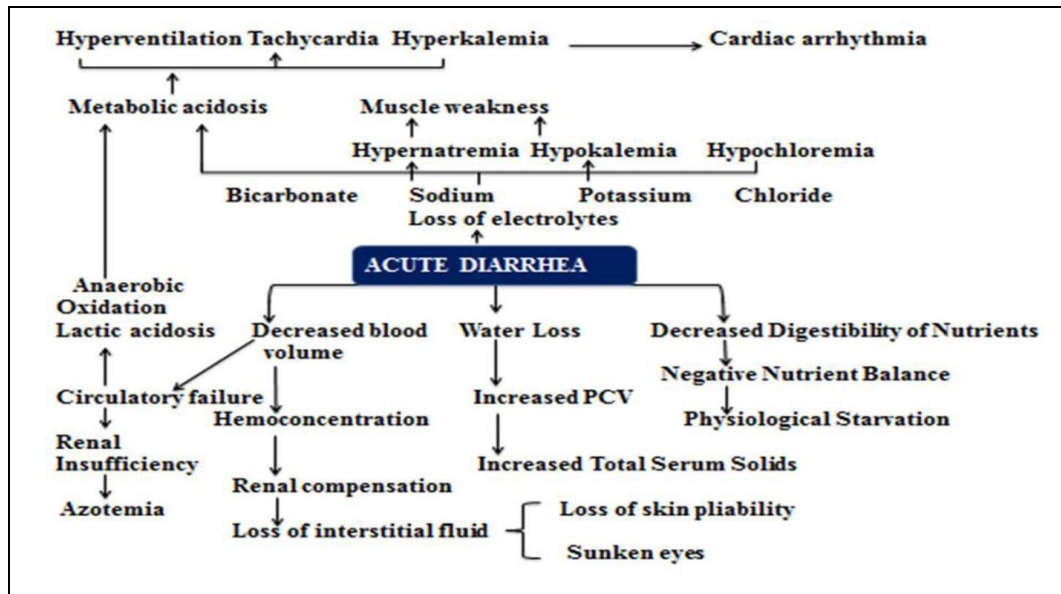 Hyperventilation Tachycardia Hyperkalemia Cardiac arrhythmia
Metabolic acidosis Muscle weakness
Hypernatremia Hypokalemia Hypochloremia
Bicarbonate Sodium Potassium Chloride
Loss of electrolytes
ACUTE DIARRHEA
Anaerobic
Oxidation
Lactic acidosis Decreased blood Water Loss Decreased Digestibility of Nutrients
volume
Negative Nutrient Balance
Circulatory failure Increased PCV
Hemoconcentration Physiological Starvation
Renal
Insufficiency Increased Total Serum Solids
Renal compensation
Azotemia Loss of skin pliability
Loss of interstitial fluid
Sunken eyes